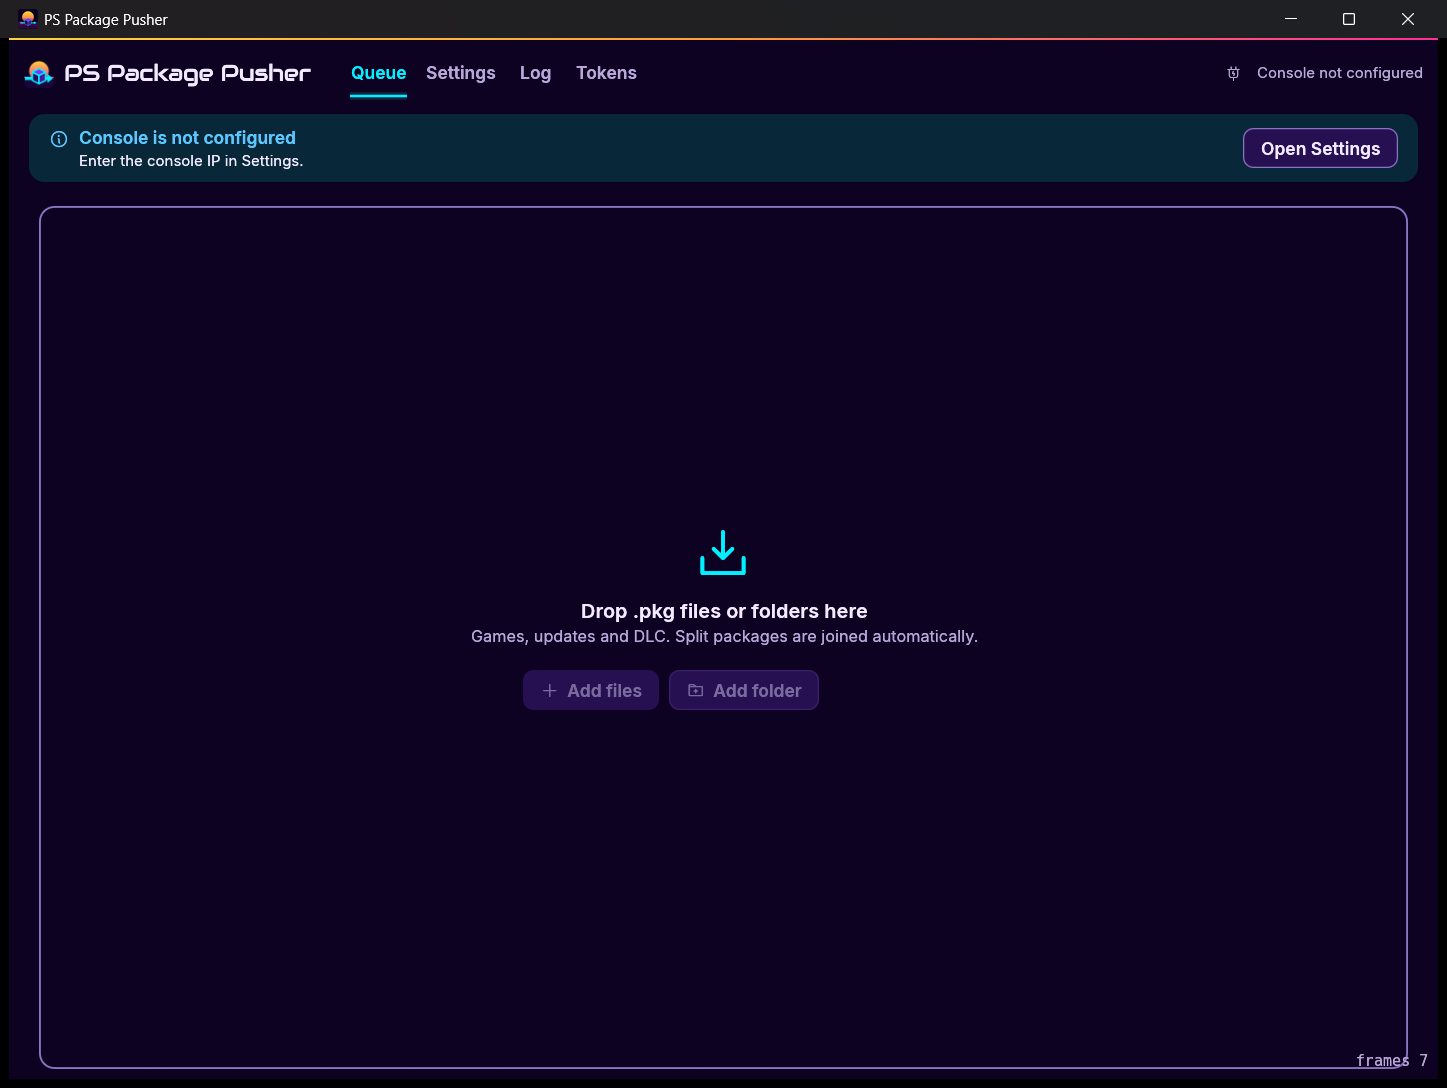 PS Package Pusher
PS Package Pusher
Queue
Settings
Log
Tokens
Console not configured
Console is not configured
Enter the console IP in Settings.
Open Settings
Drop .pkg files or folders here
Games, updates and DLC. Split packages are joined automatically.
Add files
Add folder
frames 7